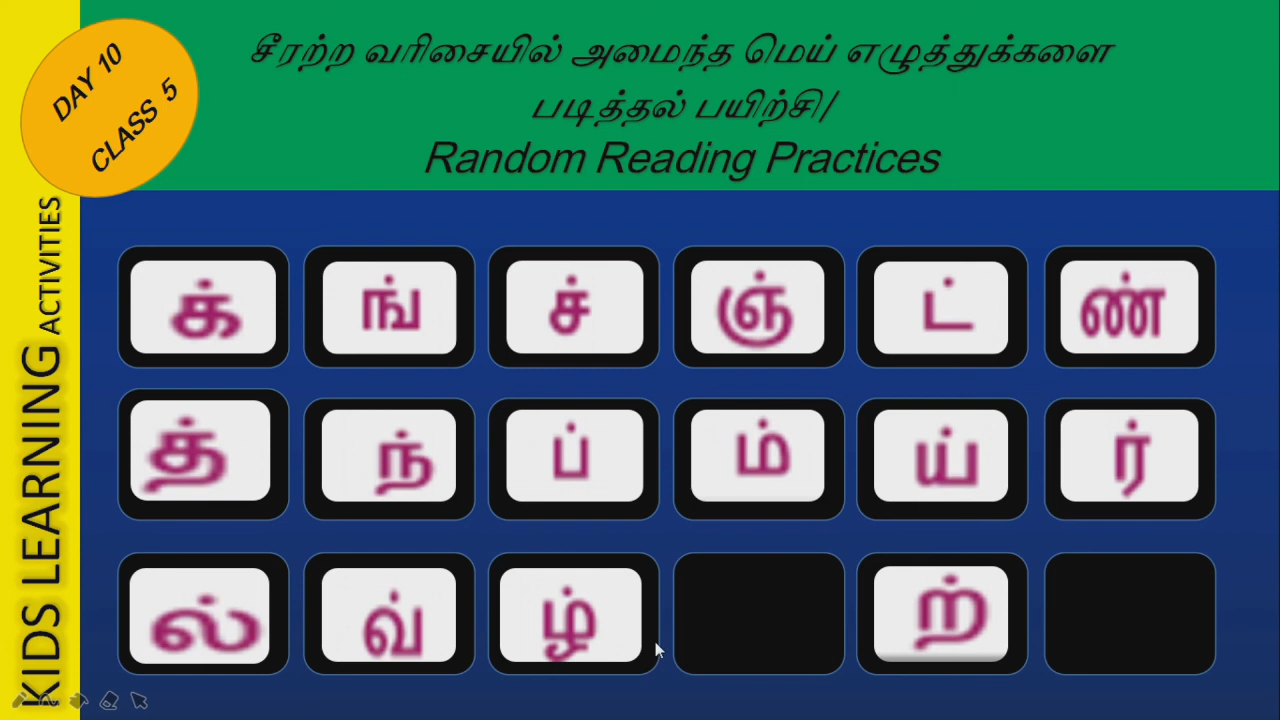 DAY 10
CLASS 5
சீரற்ற வரிசையில் அமைந்த மெய் எழுத்துக்களை
படித்தல் பயிற்சி/
Random Reading Practices
KIDS LEARNING ACTIVITIES
க் ங் ச் ஞ் ட் ண்
த் ந் ப் ம் ய் ர்
ல் வ் ழ் ற்